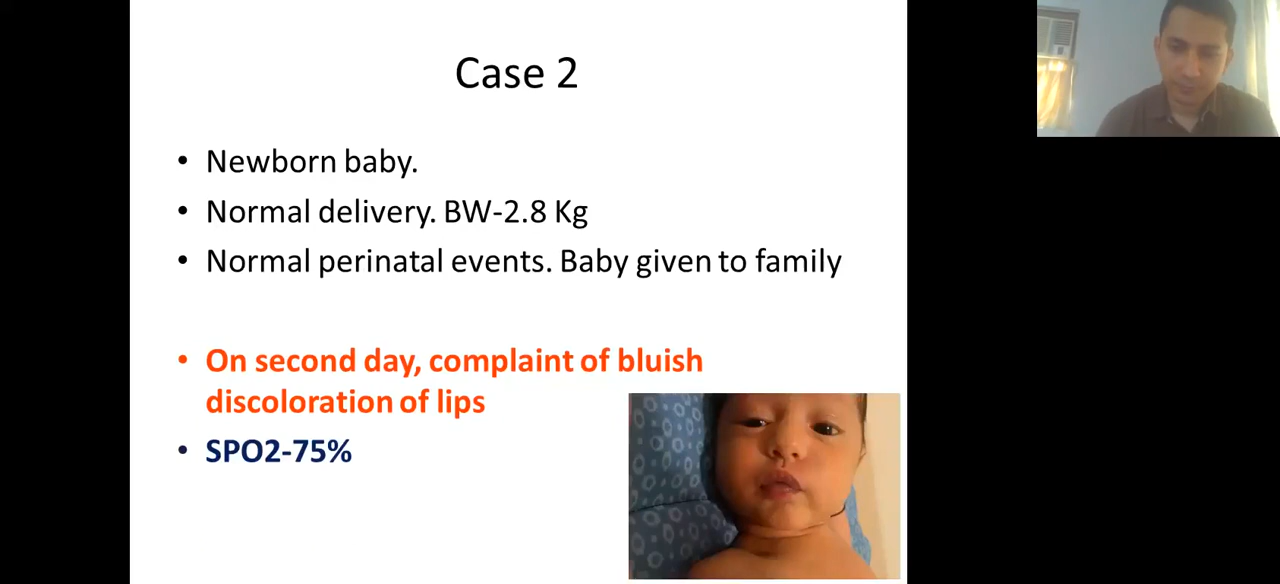 Case 2
• Newborn baby.
• Normal delivery. BW-2.8 Kg
• Normal perinatal events. Baby given to family
• On second day, complaint of bluish
discoloration of lips
• SPO2-75%